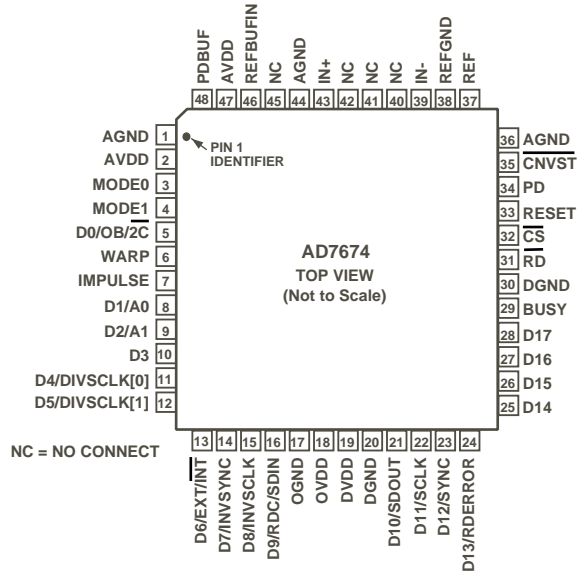 PDBUF
AVDD
REFBUFIN
NC
AGND
IN+
NC
NC
NC
IN-
REFGND
REF
48 47 46 45 44 43 42 41 40 39 38 37
AGND 1
AVDD 2
MODE0 3
MODE1 4
D0/OB/2C 5
WARP 6
IMPULSE 7
D1/A0 8
D2/A1 9
D3 10
D4/DIVSCLK[0] 11
D5/DIVSCLK[1] 12
PIN 1
IDENTIFIER
AD7674
TOP VIEW
(Not to Scale)
36 AGND
35 CNVST
34 PD
33 RESET
32 CS
31 RD
30 DGND
29 BUSY
28 D17
27 D16
26 D15
25 D14
NC = NO CONNECT
13 14 15 16 17 18 19 20 21 22 23 24
D6/EXT/INT
D7/INVSYNC
D8/INVSCLK
D9/RDC/SDIN
OGND
OVDD
DVDD
DGND
D10/SDOUT
D11/SCLK
D12/SYNC
D13/RDERROR